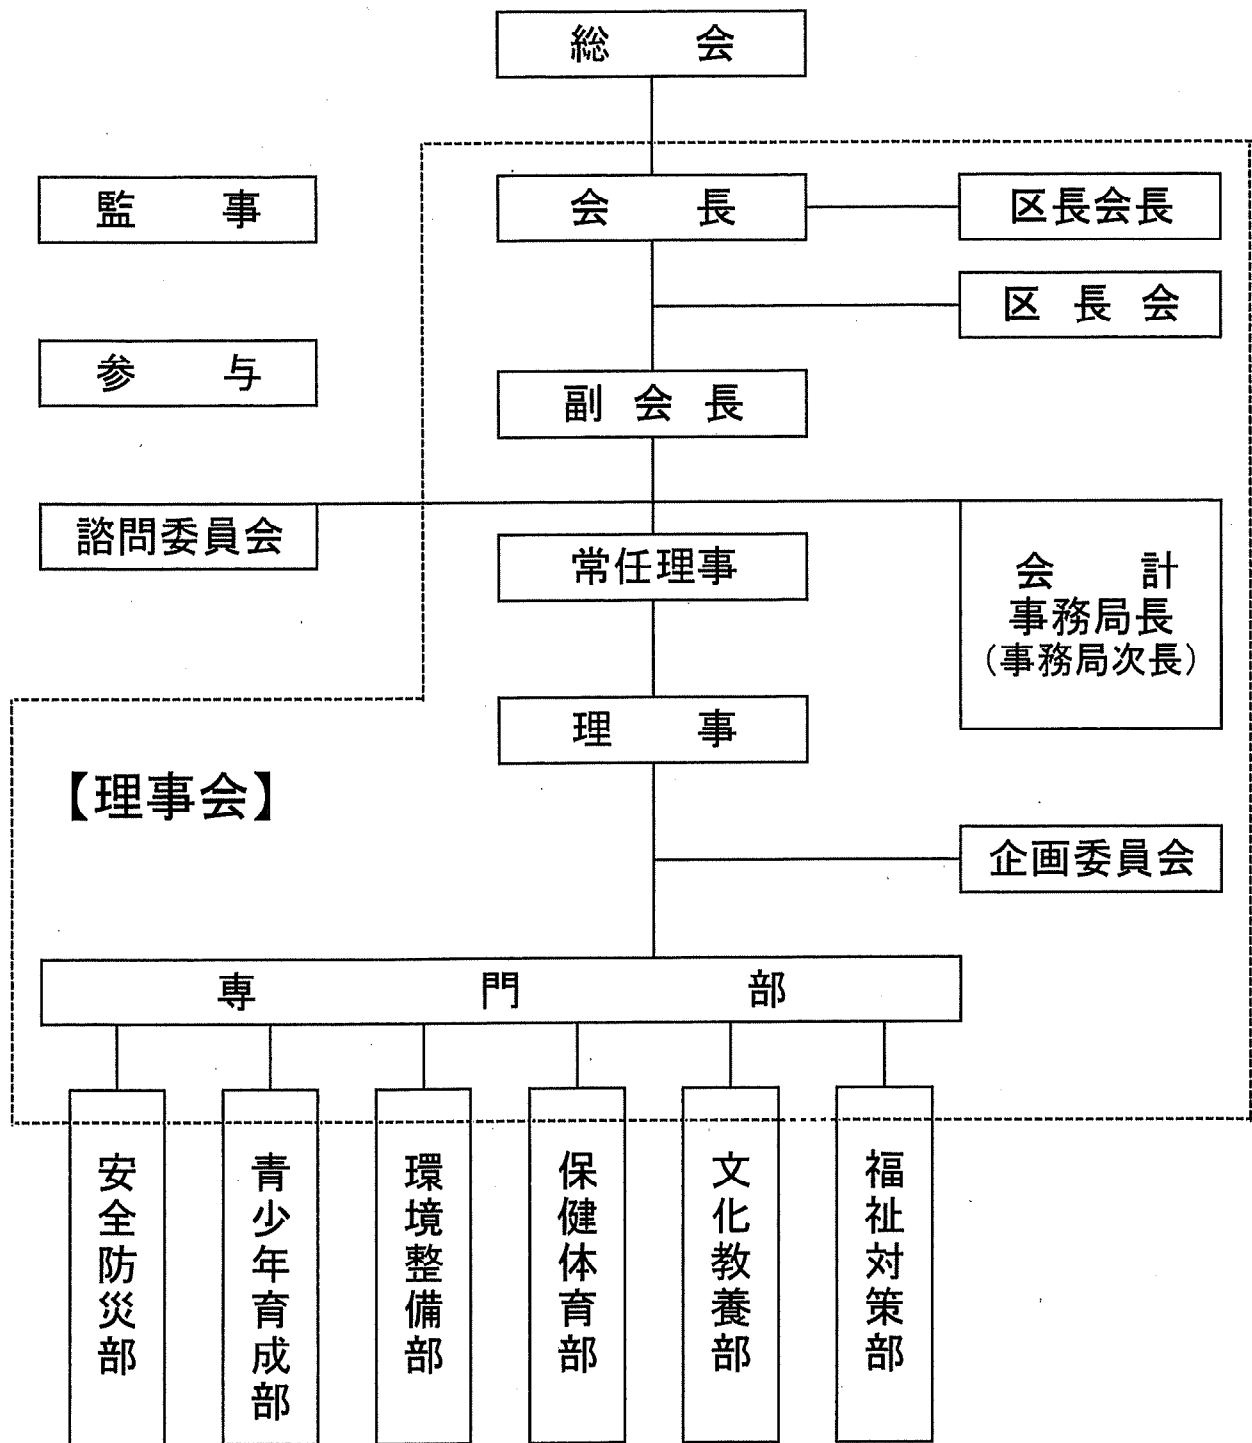 総会
監事
会長
区長会長
区長会
参与
副会長
諮問委員会
常任理事
会計
事務局長
(事務局次長)
理事
【理事会】
企画委員会
専門部
安全防災部
青少年育成部
環境整備部
保健体育部
文化教養部
福祉対策部